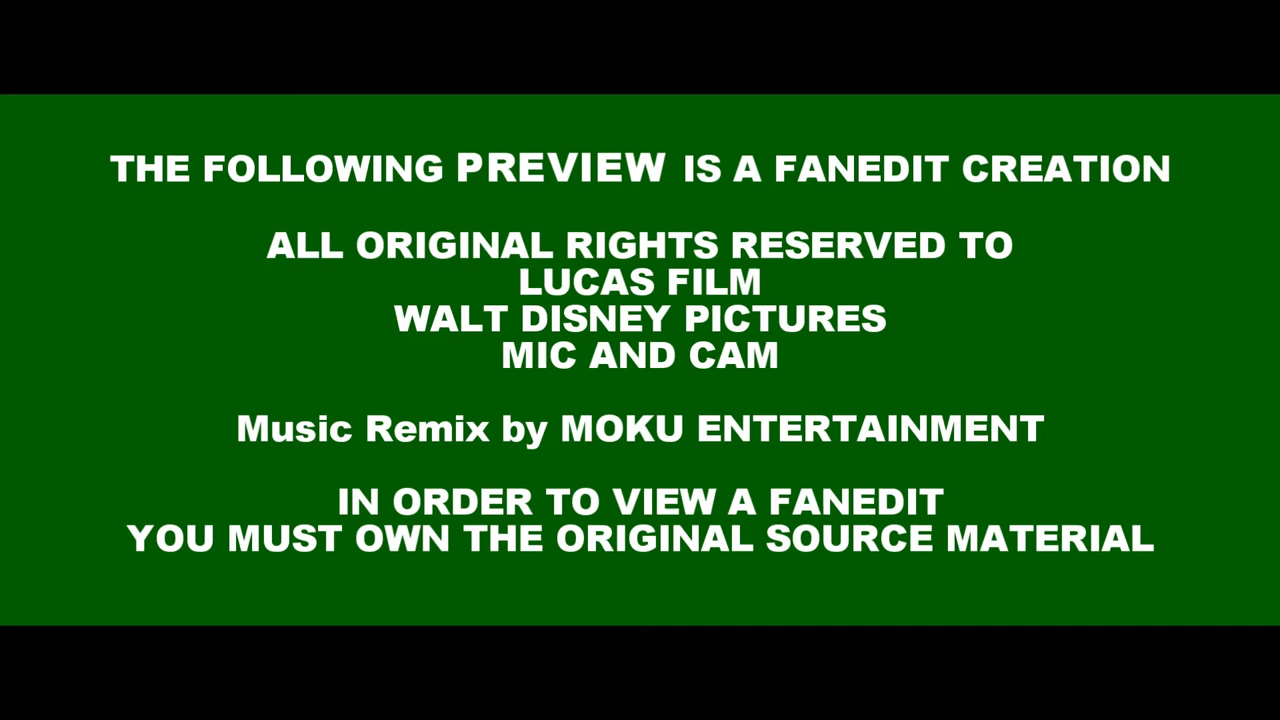 THE FOLLOWING PREVIEW IS A FANEDIT CREATION
ALL ORIGINAL RIGHTS RESERVED TO
LUCAS FILM
WALT DISNEY PICTURES
MIC AND CAM
Music Remix by MOKU ENTERTAINMENT
IN ORDER TO VIEW A FANEDIT
YOU MUST OWN THE ORIGINAL SOURCE MATERIAL